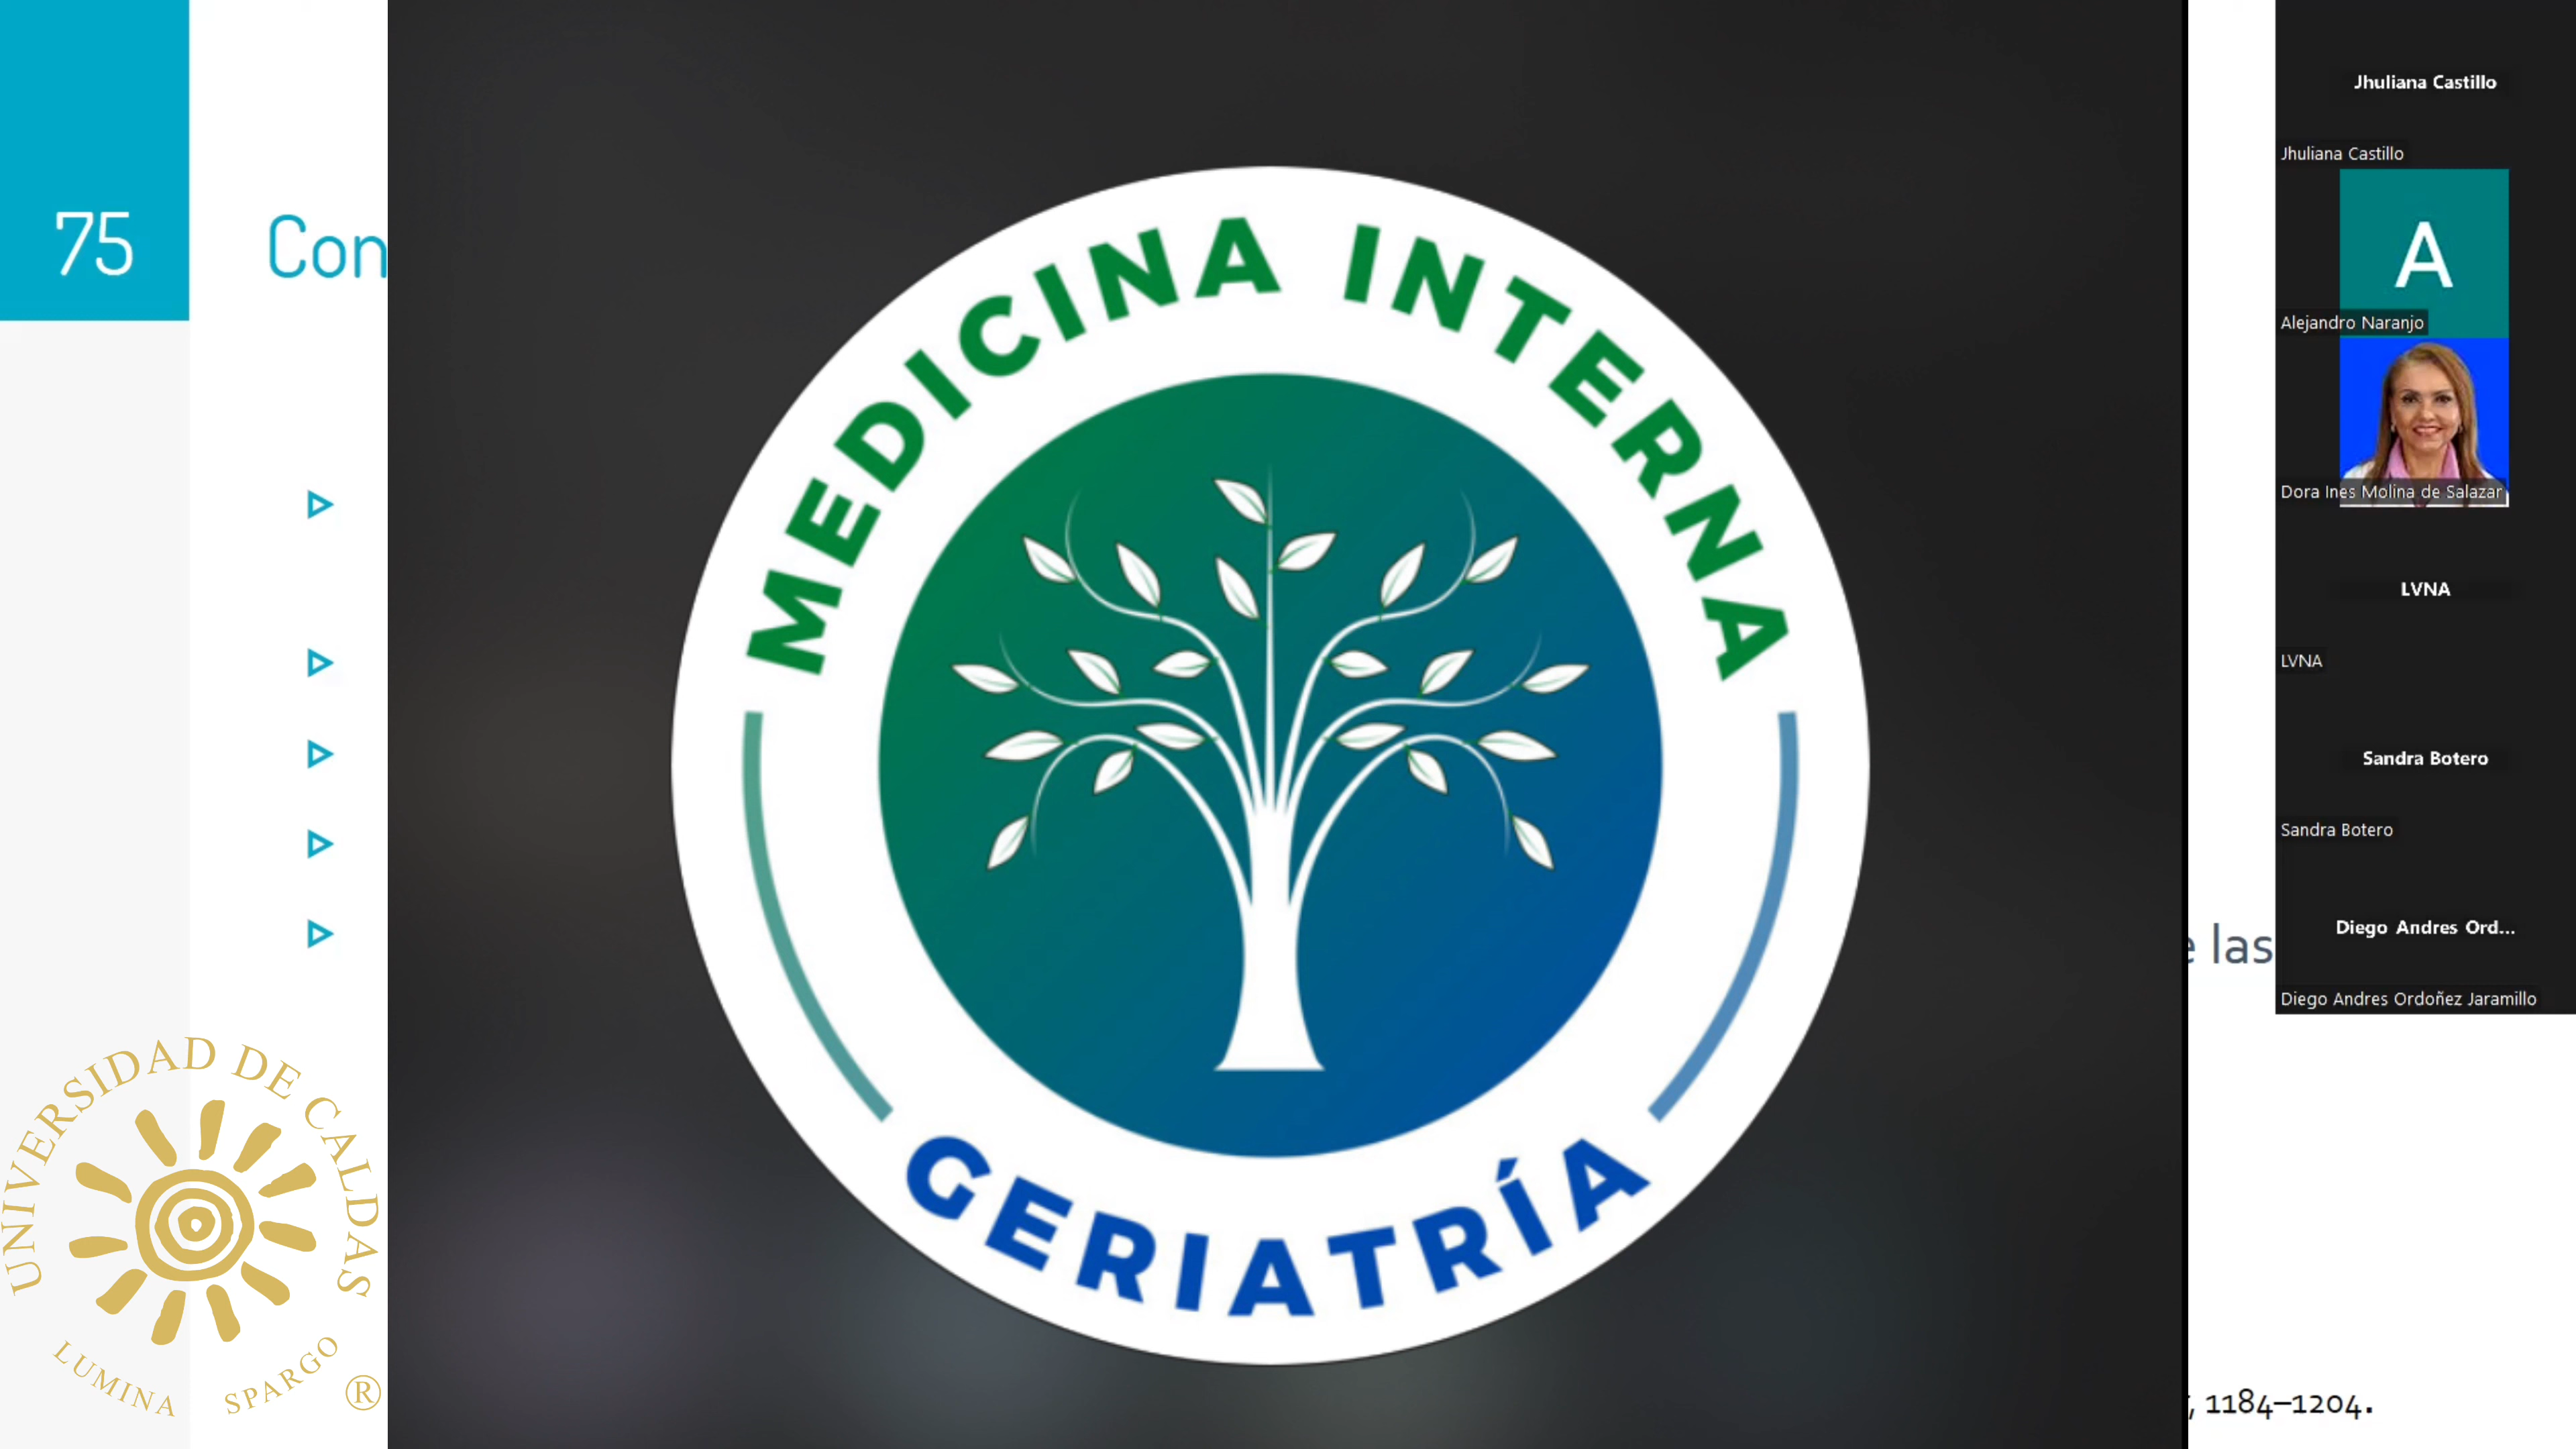 75
Con
MEDICINA INTERNA
GERIATRÍA
las
, 1184–1204.
UNIVERSIDAD DE CALDAS
LUMINA SPARGO
®
Jhuliana Castillo
Jhuliana Castillo
A
Alejandro Naranjo
Dora Ines Molina de Salazar
LVNA
LVNA
Sandra Botero
Sandra Botero
Diego Andres Ord...
Diego Andres Ordoñez Jaramillo